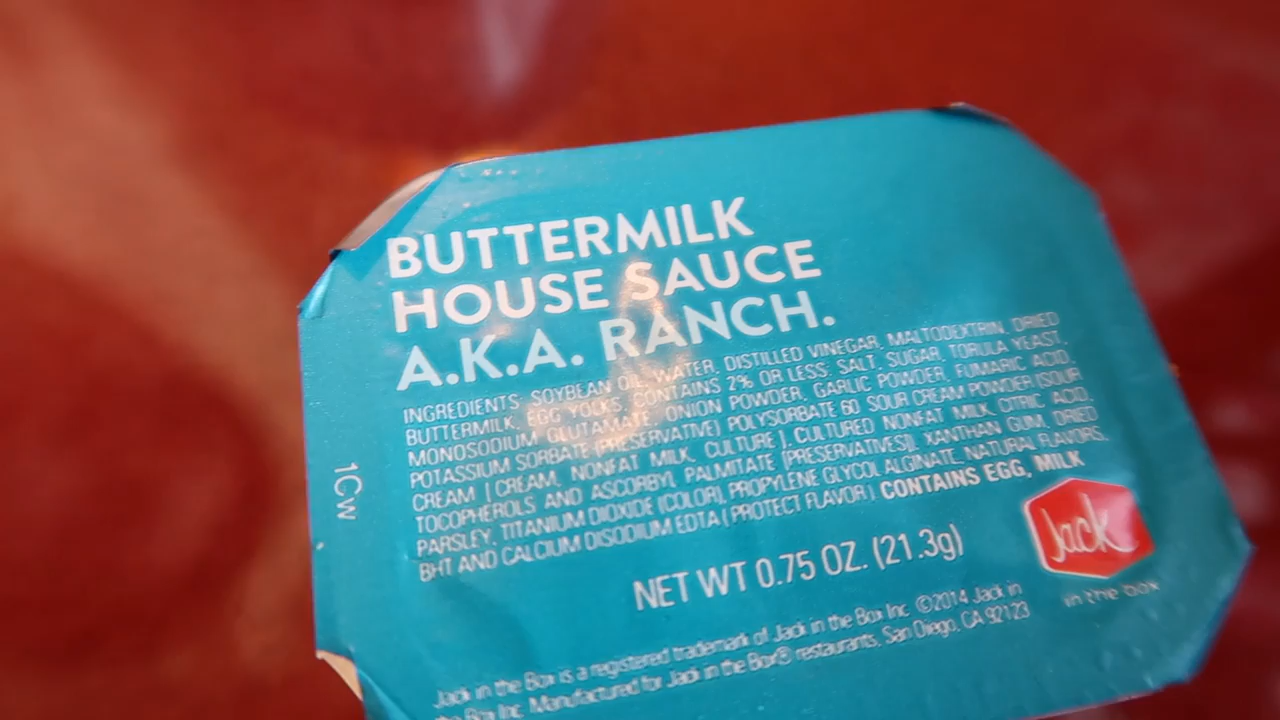 BUTTERMILK
HOUSE SAUCE
A.K.A. RANCH.
INGREDIENTS: SOYBEAN OIL, WATER, DISTILLED VINEGAR, MALTODEXTRIN, DRIED
BUTTERMILK, EGG YOLKS, CONTAINS 2% OR LESS: SALT, SUGAR, TORULA YEAST,
MONOSODIUM GLUTAMATE, ONION POWDER, GARLIC POWDER, FUMARIC ACID,
POTASSIUM SORBATE (PRESERVATIVE) POLYSORBATE 60 SOUR CREAM POWDER (SOUR
CREAM [CREAM, NONFAT MILK, CULTURE], CULTURED NONFAT MILK, CITRIC ACID,
TOCOPHEROLS AND ASCORBYL PALMITATE [PRESERVATIVES]), XANTHAN GUM, DRIED
PARSLEY, TITANIUM DIOXIDE (COLOR), PROPYLENE GLYCOL ALGINATE, NATURAL FLAVORS,
BHT AND CALCIUM DISODIUM EDTA (PROTECT FLAVOR) CONTAINS EGG, MILK
1CW
NET WT 0.75 OZ. (21.3g)
Jack
in the box
Jack in the Box is a registered trademark of Jack in the Box Inc. ©2014 Jack in
the Box Inc. Manufactured for Jack in the Box® restaurants, San Diego, CA 92123